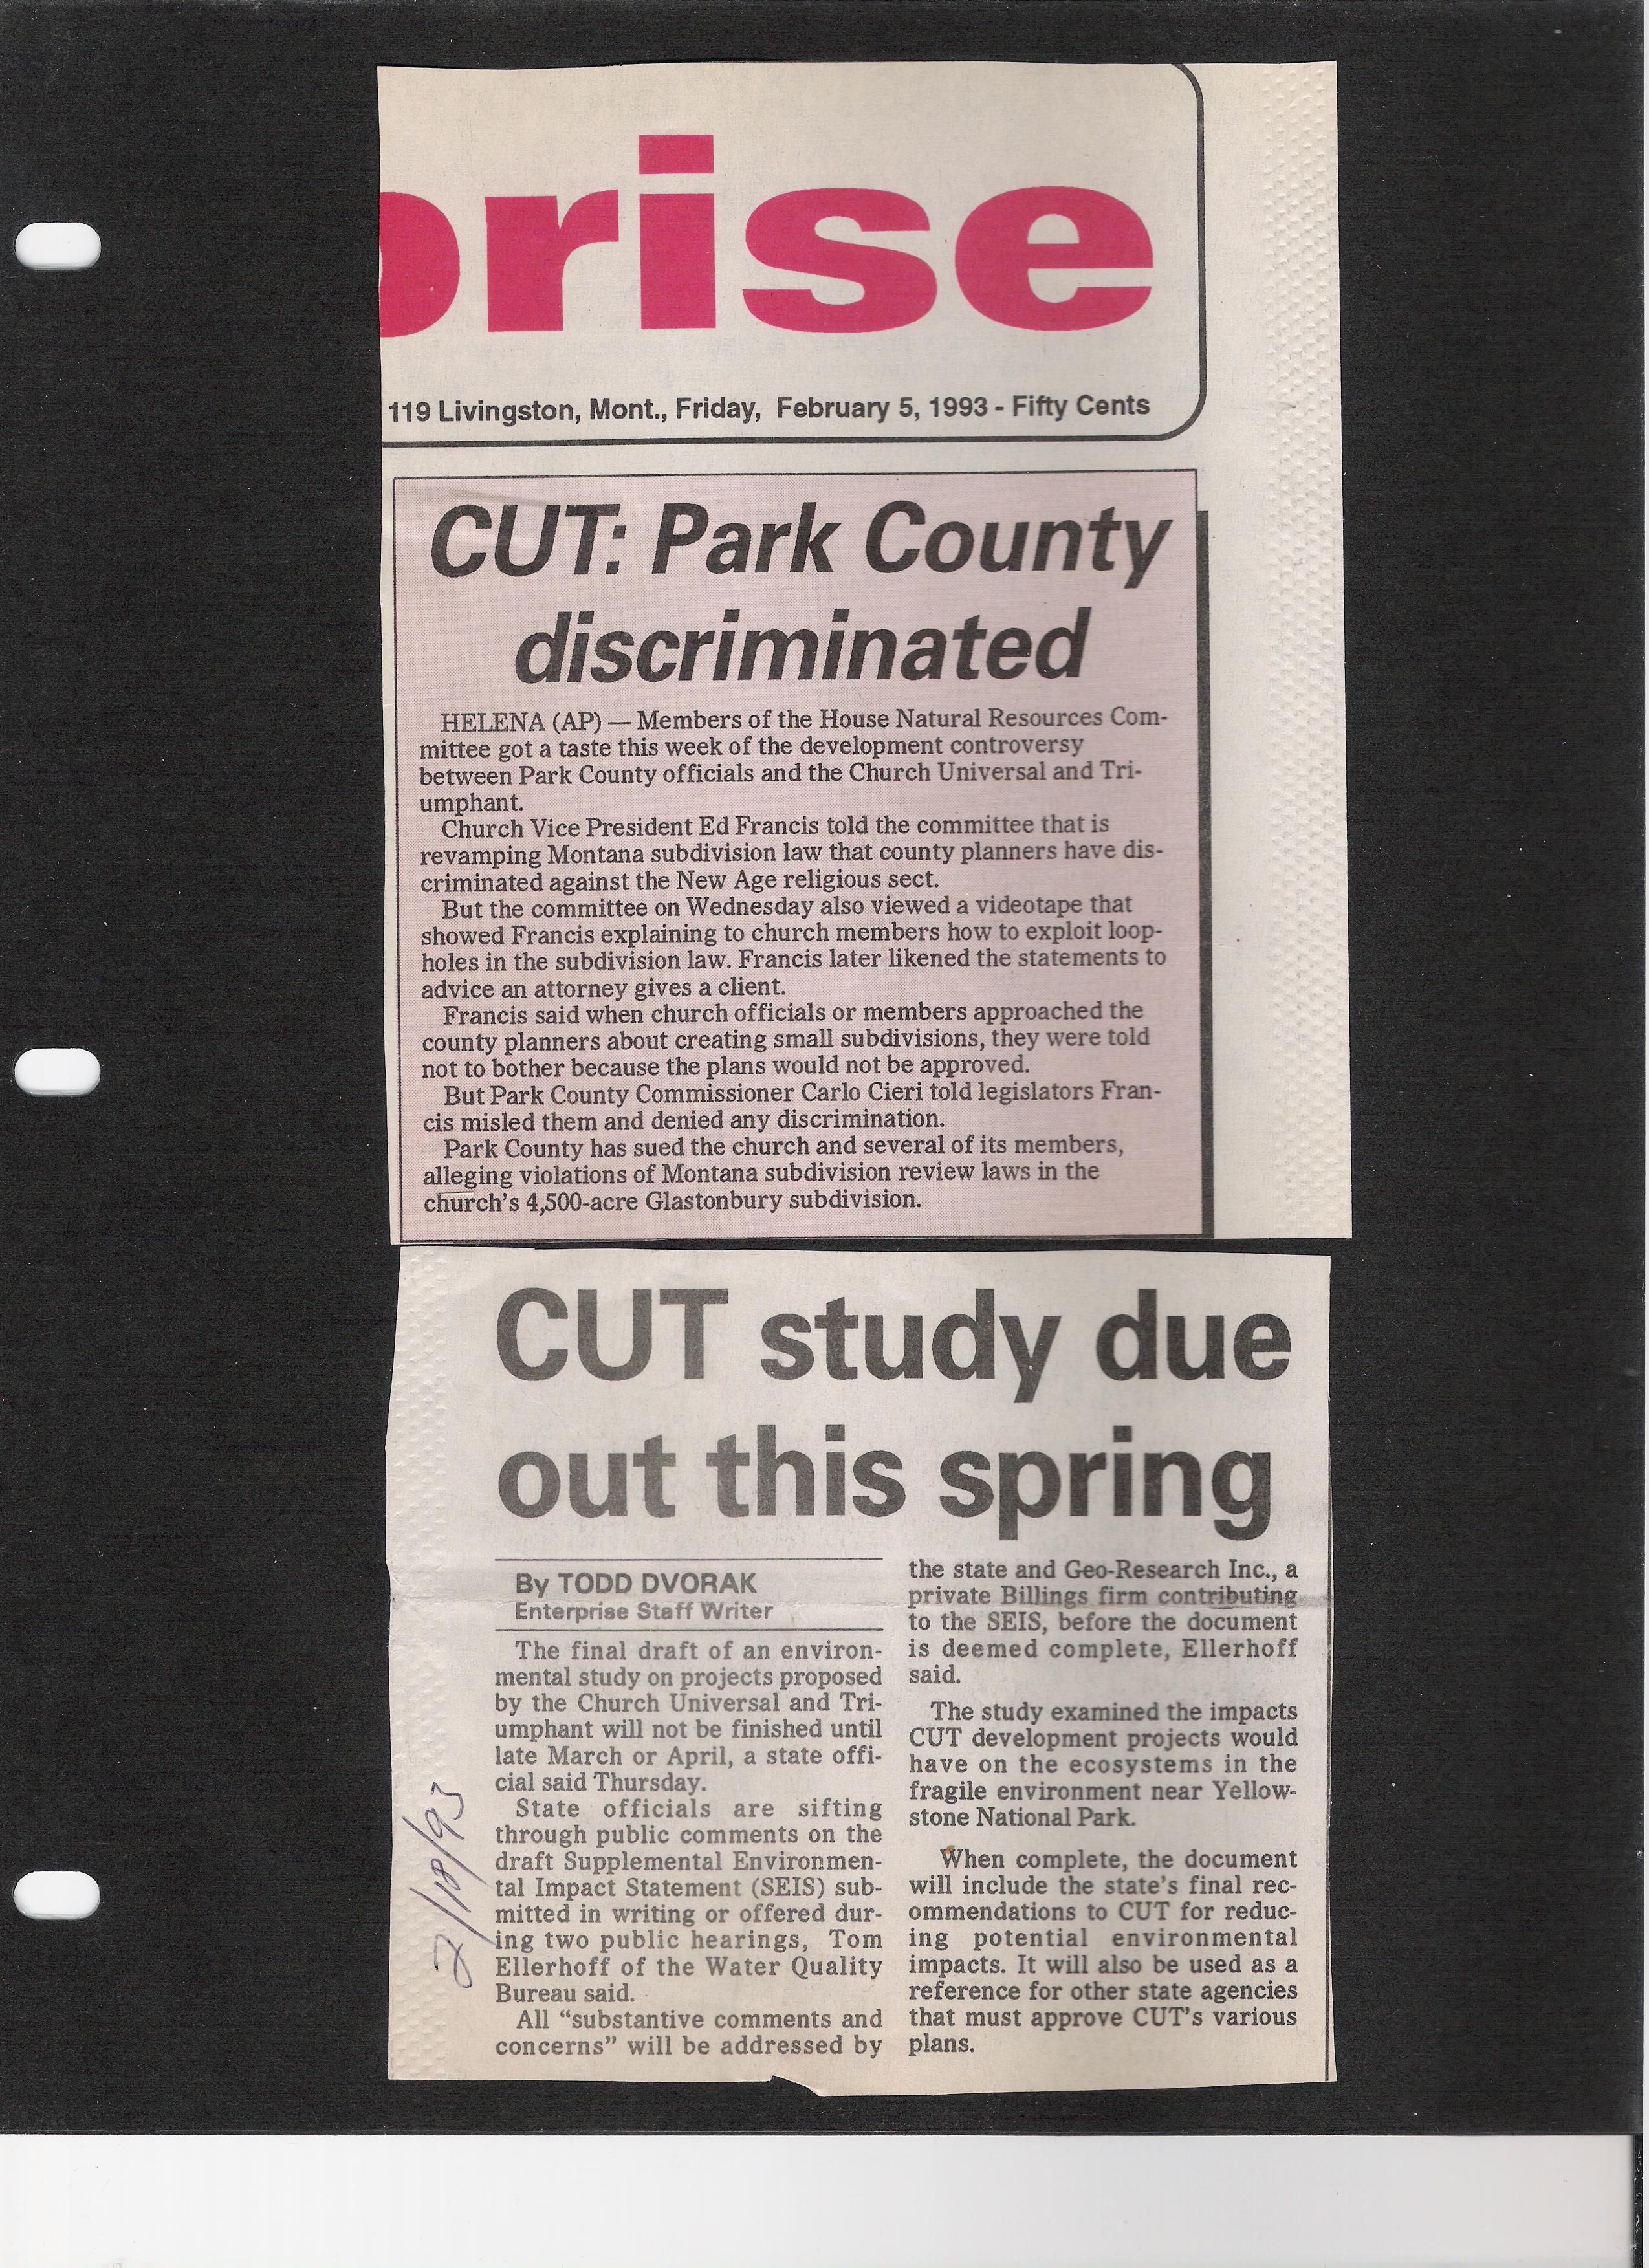 prise
119 Livingston, Mont., Friday, February 5, 1993 - Fifty Cents
CUT: Park County
discriminated
HELENA (AP) — Members of the House Natural Resources Com-
mittee got a taste this week of the development controversy
between Park County officials and the Church Universal and Tri-
umphant.
Church Vice President Ed Francis told the committee that is
revamping Montana subdivision law that county planners have dis-
criminated against the New Age religious sect.
But the committee on Wednesday also viewed a videotape that
showed Francis explaining to church members how to exploit loop-
holes in the subdivision law. Francis later likened the statements to
advice an attorney gives a client.
Francis said when church officials or members approached the
county planners about creating small subdivisions, they were told
not to bother because the plans would not be approved.
But Park County Commissioner Carlo Cieri told legislators Fran-
cis misled them and denied any discrimination.
Park County has sued the church and several of its members,
alleging violations of Montana subdivision review laws in the
church's 4,500-acre Glastonbury subdivision.
CUT study due
out this spring
By TODD DVORAK
Enterprise Staff Writer
The final draft of an environ-
mental study on projects proposed
by the Church Universal and Tri-
umphant will not be finished until
late March or April, a state offi-
cial said Thursday.
State officials are sifting
through public comments on the
draft Supplemental Environmen-
tal Impact Statement (SEIS) sub-
mitted in writing or offered dur-
ing two public hearings, Tom
Ellerhoff of the Water Quality
Bureau said.
All “substantive comments and
concerns” will be addressed by
the state and Geo-Research Inc., a
private Billings firm contributing
to the SEIS, before the document
is deemed complete, Ellerhoff
said.
The study examined the impacts
CUT development projects would
have on the ecosystems in the
fragile environment near Yellow-
stone National Park.
When complete, the document
will include the state's final rec-
ommendations to CUT for reduc-
ing potential environmental
impacts. It will also be used as a
reference for other state agencies
that must approve CUT's various
plans.
2/18/93